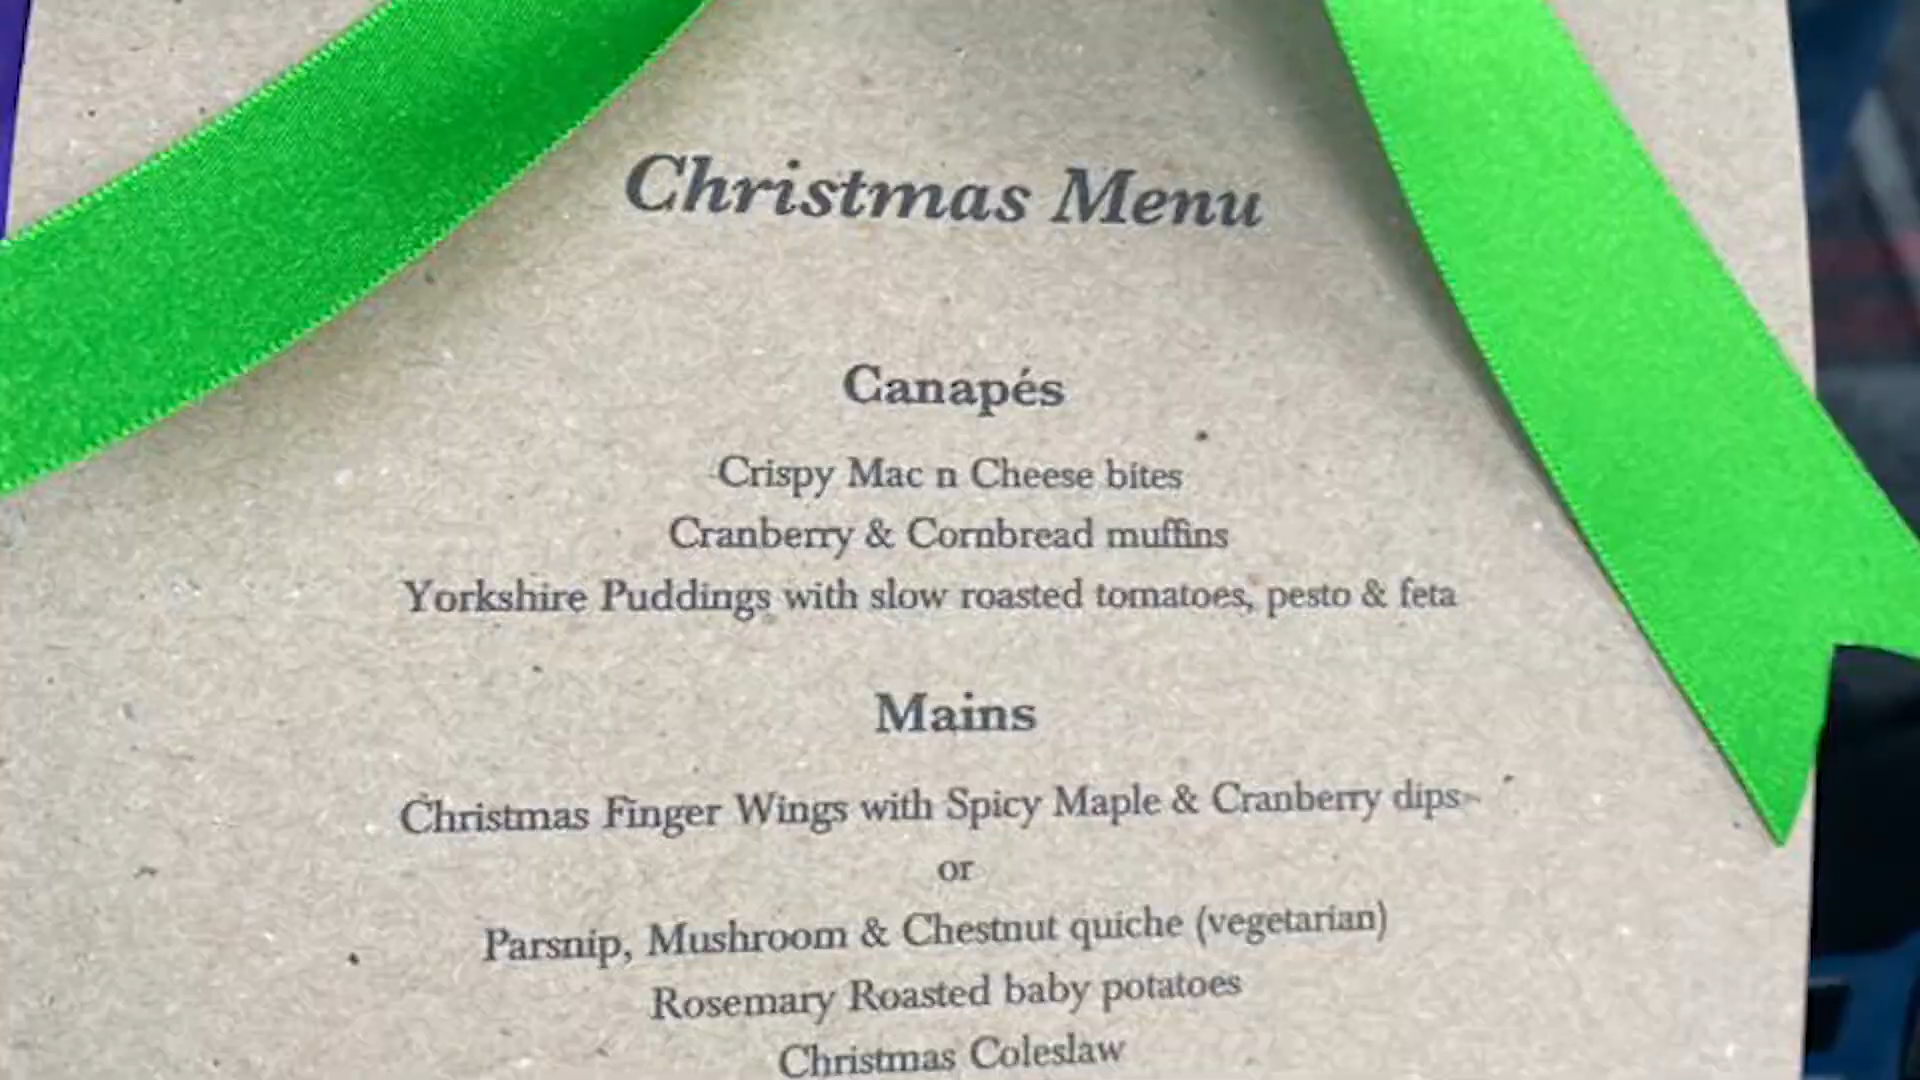 Christmas Menu
Canapés
Crispy Mac n Cheese bites
Cranberry & Cornbread muffins
Yorkshire Puddings with slow roasted tomatoes, pesto & feta
Mains
Christmas Finger Wings with Spicy Maple & Cranberry dips
or
Parsnip, Mushroom & Chestnut quiche (vegetarian)
Rosemary Roasted baby potatoes
Christmas Coleslaw